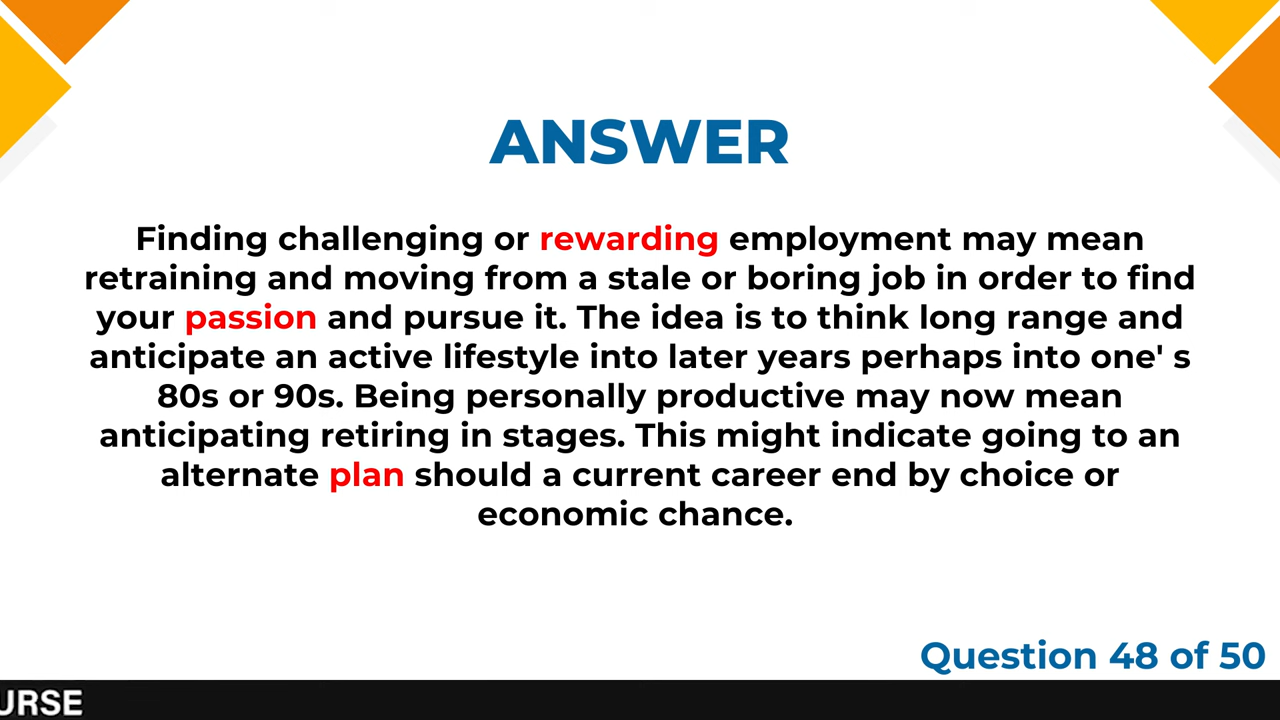 ANSWER
Finding challenging or rewarding employment may mean
retraining and moving from a stale or boring job in order to find
your passion and pursue it. The idea is to think long range and
anticipate an active lifestyle into later years perhaps into one' s
80s or 90s. Being personally productive may now mean
anticipating retiring in stages. This might indicate going to an
alternate plan should a current career end by choice or
economic chance.
Question 48 of 50
URSE